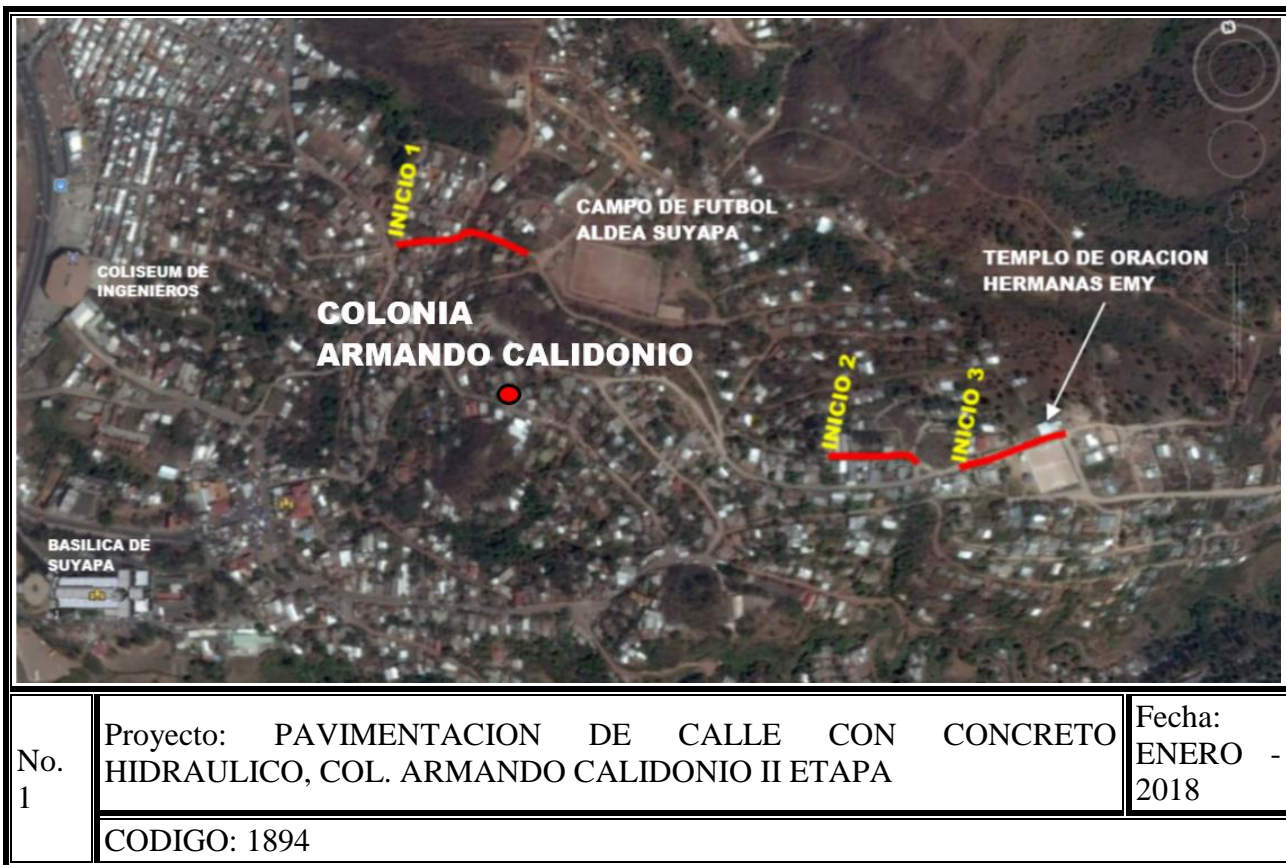 N
INICIO 1
CAMPO DE FUTBOL
ALDEA SUYAPA
COLISEUM DE
INGENIEROS
TEMPLO DE ORACION
HERMANAS EMY
COLONIA
ARMANDO CALIDONIO
INICIO 2
INICIO 3
BASILICA DE
SUYAPA
No.
1
Proyecto: PAVIMENTACION DE CALLE CON CONCRETO
HIDRAULICO, COL. ARMANDO CALIDONIO II ETAPA
Fecha:
ENERO -
2018
CODIGO: 1894